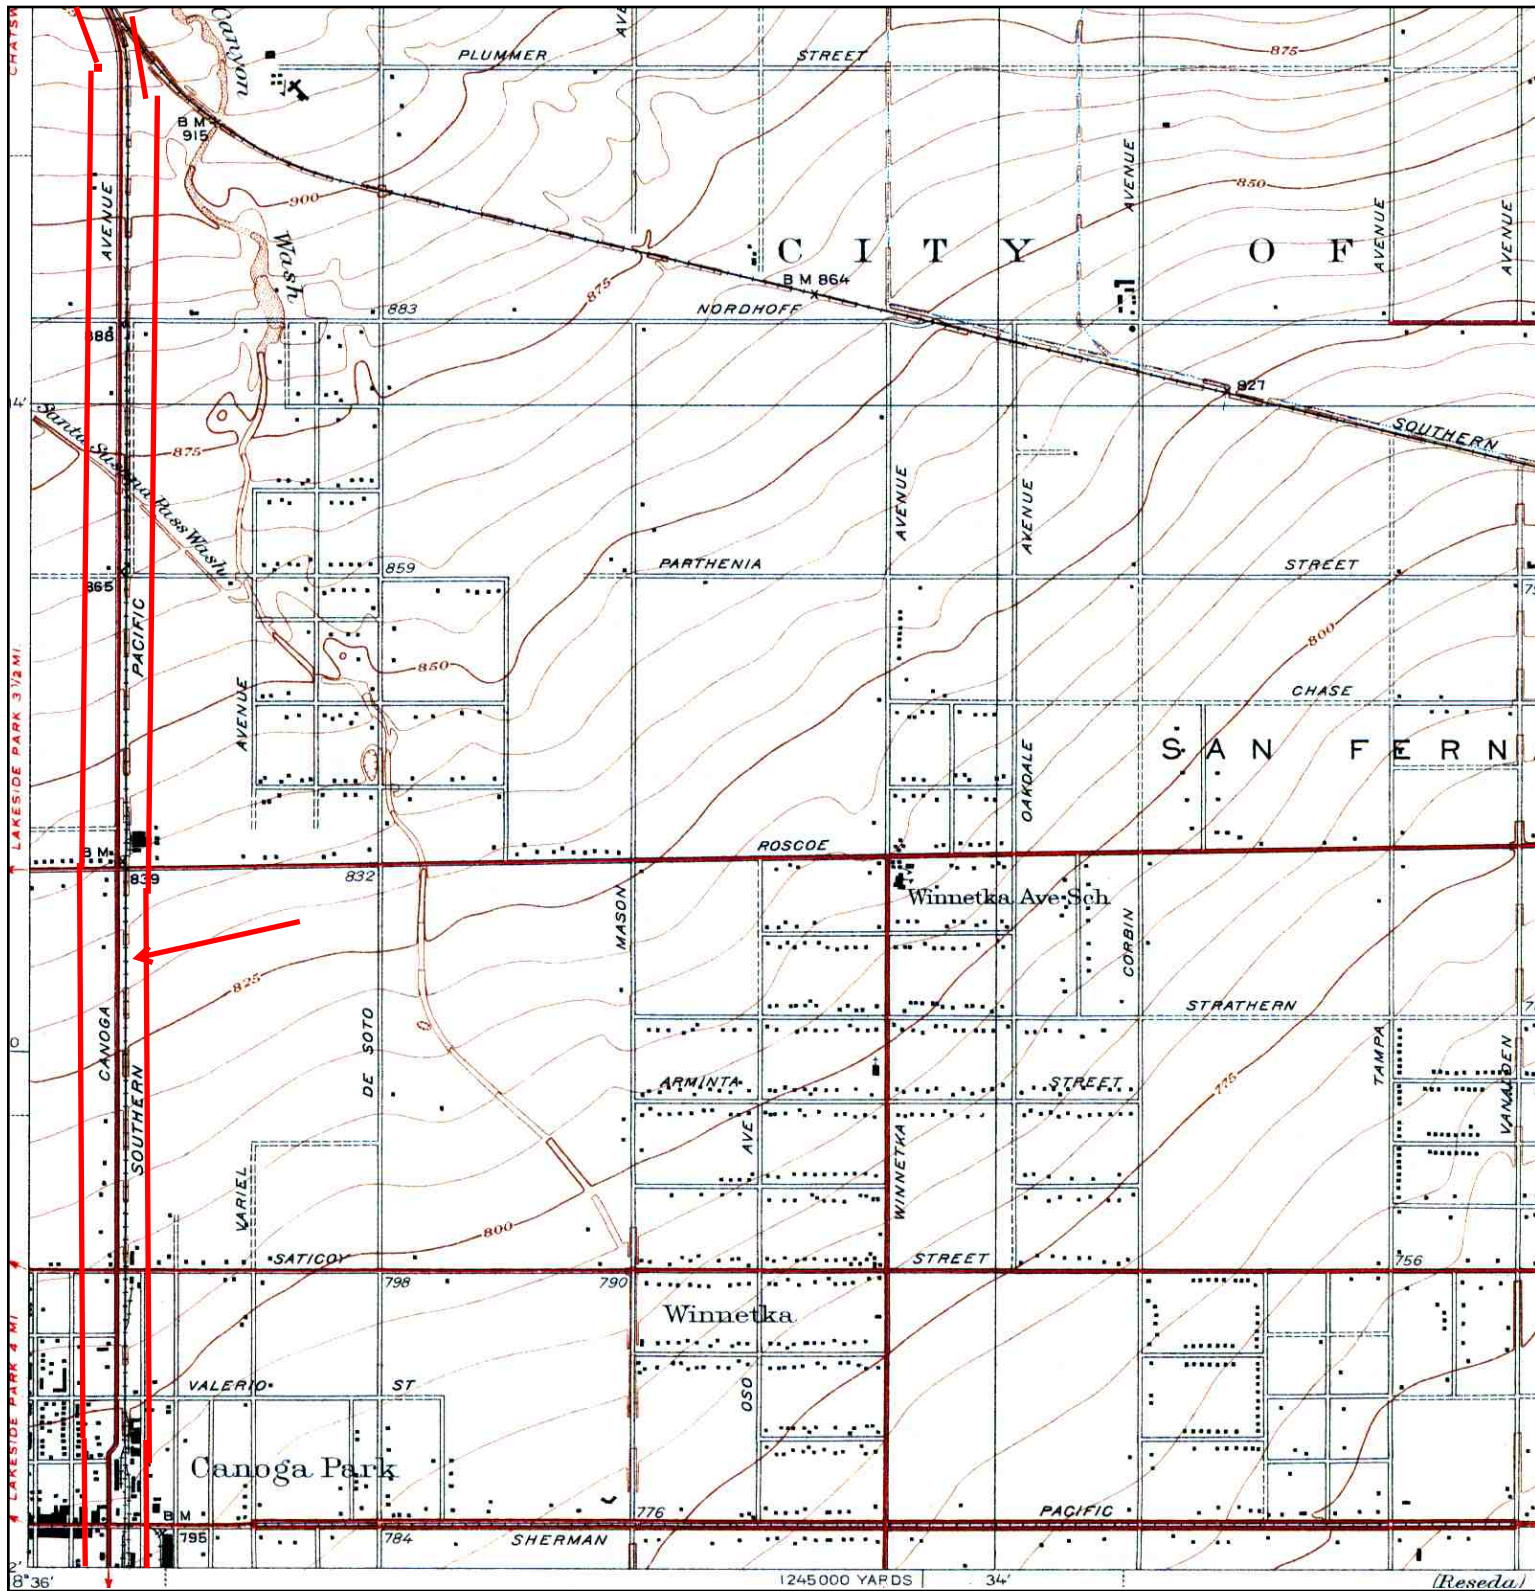 CHATSW
Canyon
AVE
PLUMMER STREET
875
B M
915
AVENUE
900
Wash
AVENUE
850
AVENUE
AVENUE
CITY OF
875
B M 864
883
NORDHOFF
888
827
SOUTHERN
14'
Santa Susana Pass Wash
875
AVENUE
AVENUE
859
PARTHENIA STREET
865
PACIFIC
800
850
CHASE
LAKESIDE PARK 3 1/2 MI.
AVENUE
OAKDALE
SAN FERN
ROSCOE
B M
839
832
MASON
Winnetka Ave Sch
CORBIN
825
STRATHERN
CANOGA
DE SOTO
TAMPA
VANALDEN
SOUTHERN
ARMINTA STREET
775
AVE
VARIEL
WINNETKA
800
SATICOY STREET
756
798
790
Winnetka
LAKESIDE PARK 4 MI
VALERIO ST
OSO
Canoga Park
B M
795
784
SHERMAN
776
PACIFIC
2'
8°36'
1245000 YARDS
34'
(Reseda)